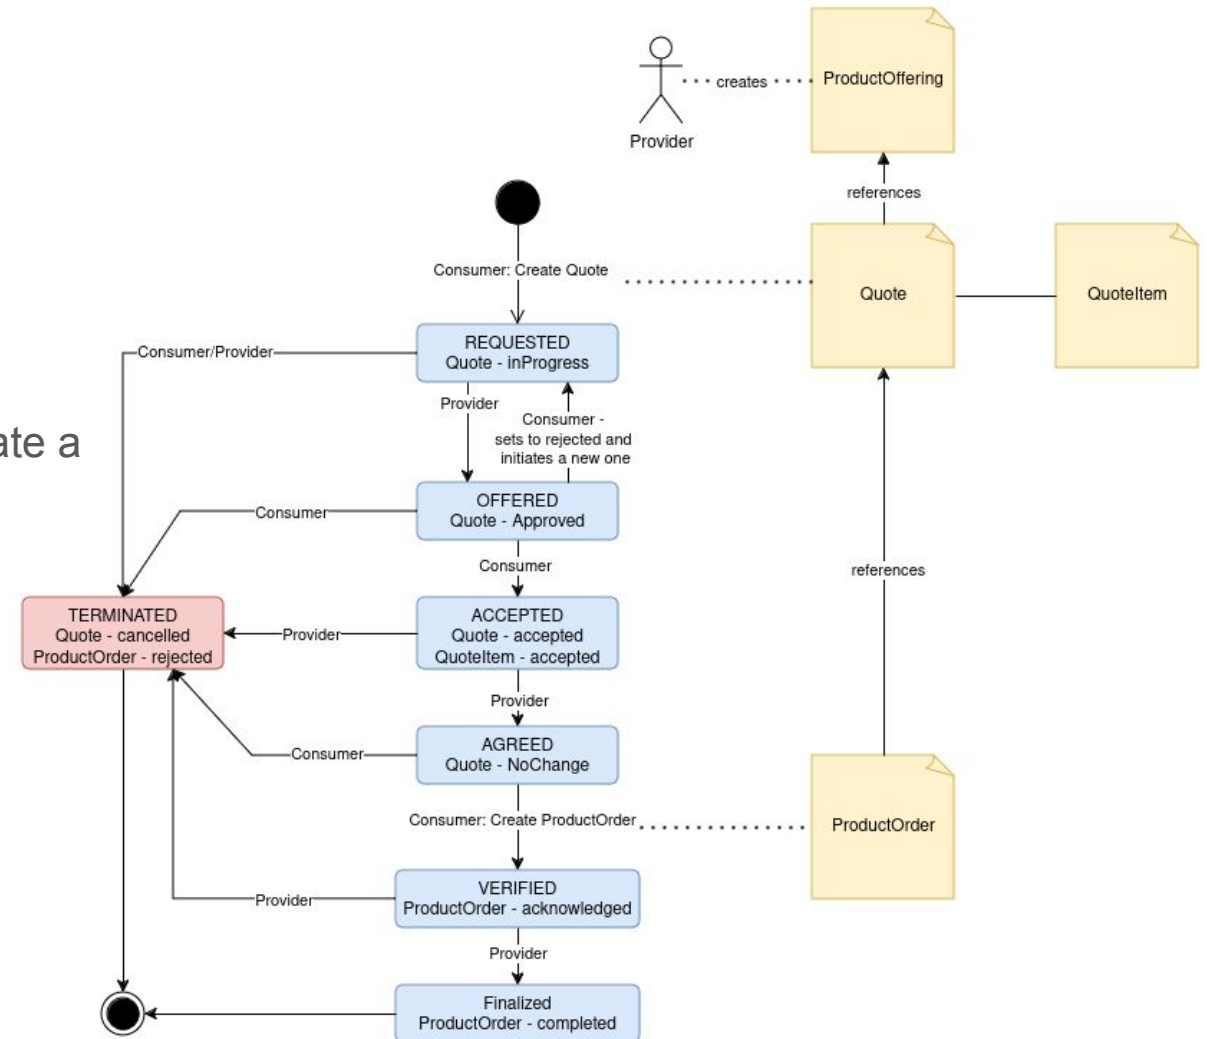 ProductOffering
creates
Provider
references
Consumer: Create Quote
Quote
QuoteItem
REQUESTED
Quote - inProgress
Consumer/Provider
Provider
Consumer -
sets to rejected and
initiates a new one
ate a
OFFERED
Quote - Approved
Consumer
Consumer
references
TERMINATED
Quote - cancelled
ProductOrder - rejected
Provider
ACCEPTED
Quote - accepted
QuoteItem - accepted
Provider
AGREED
Quote - NoChange
Consumer
Consumer: Create ProductOrder
ProductOrder
VERIFIED
ProductOrder - acknowledged
Provider
Provider
Finalized
ProductOrder - completed